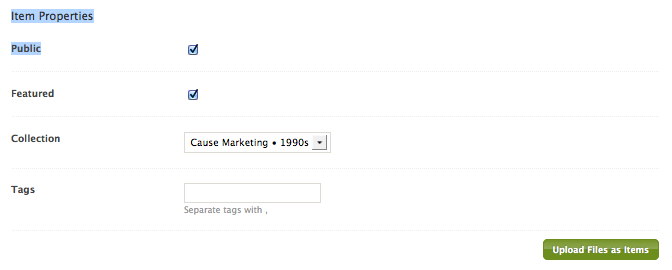 Item Properties
Public
Featured
Collection
Cause Marketing • 1990s
Tags
Separate tags with ,
Upload Files as Items